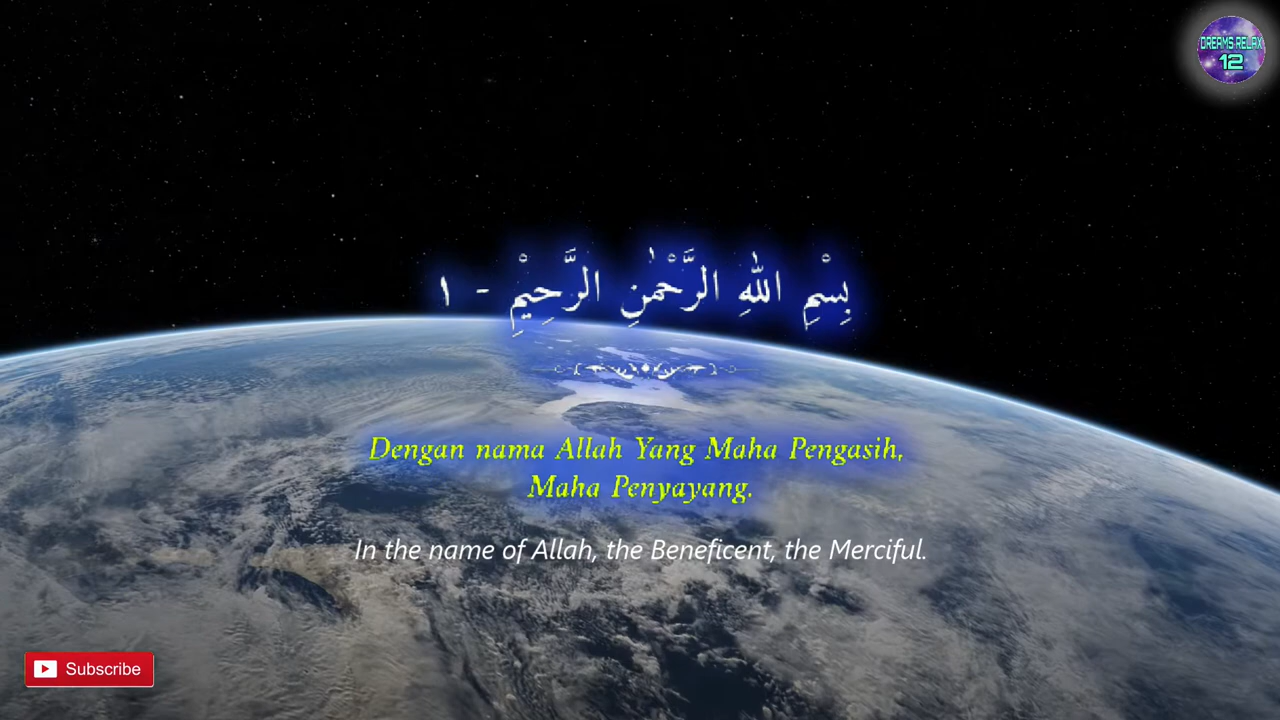 DREAMS RELAX
12
بِسْمِ اللّٰهِ الرَّحْمٰنِ الرَّحِيْمِ - ١
Dengan nama Allah Yang Maha Pengasih,
Maha Penyayang.
In the name of Allah, the Beneficent, the Merciful.
Subscribe